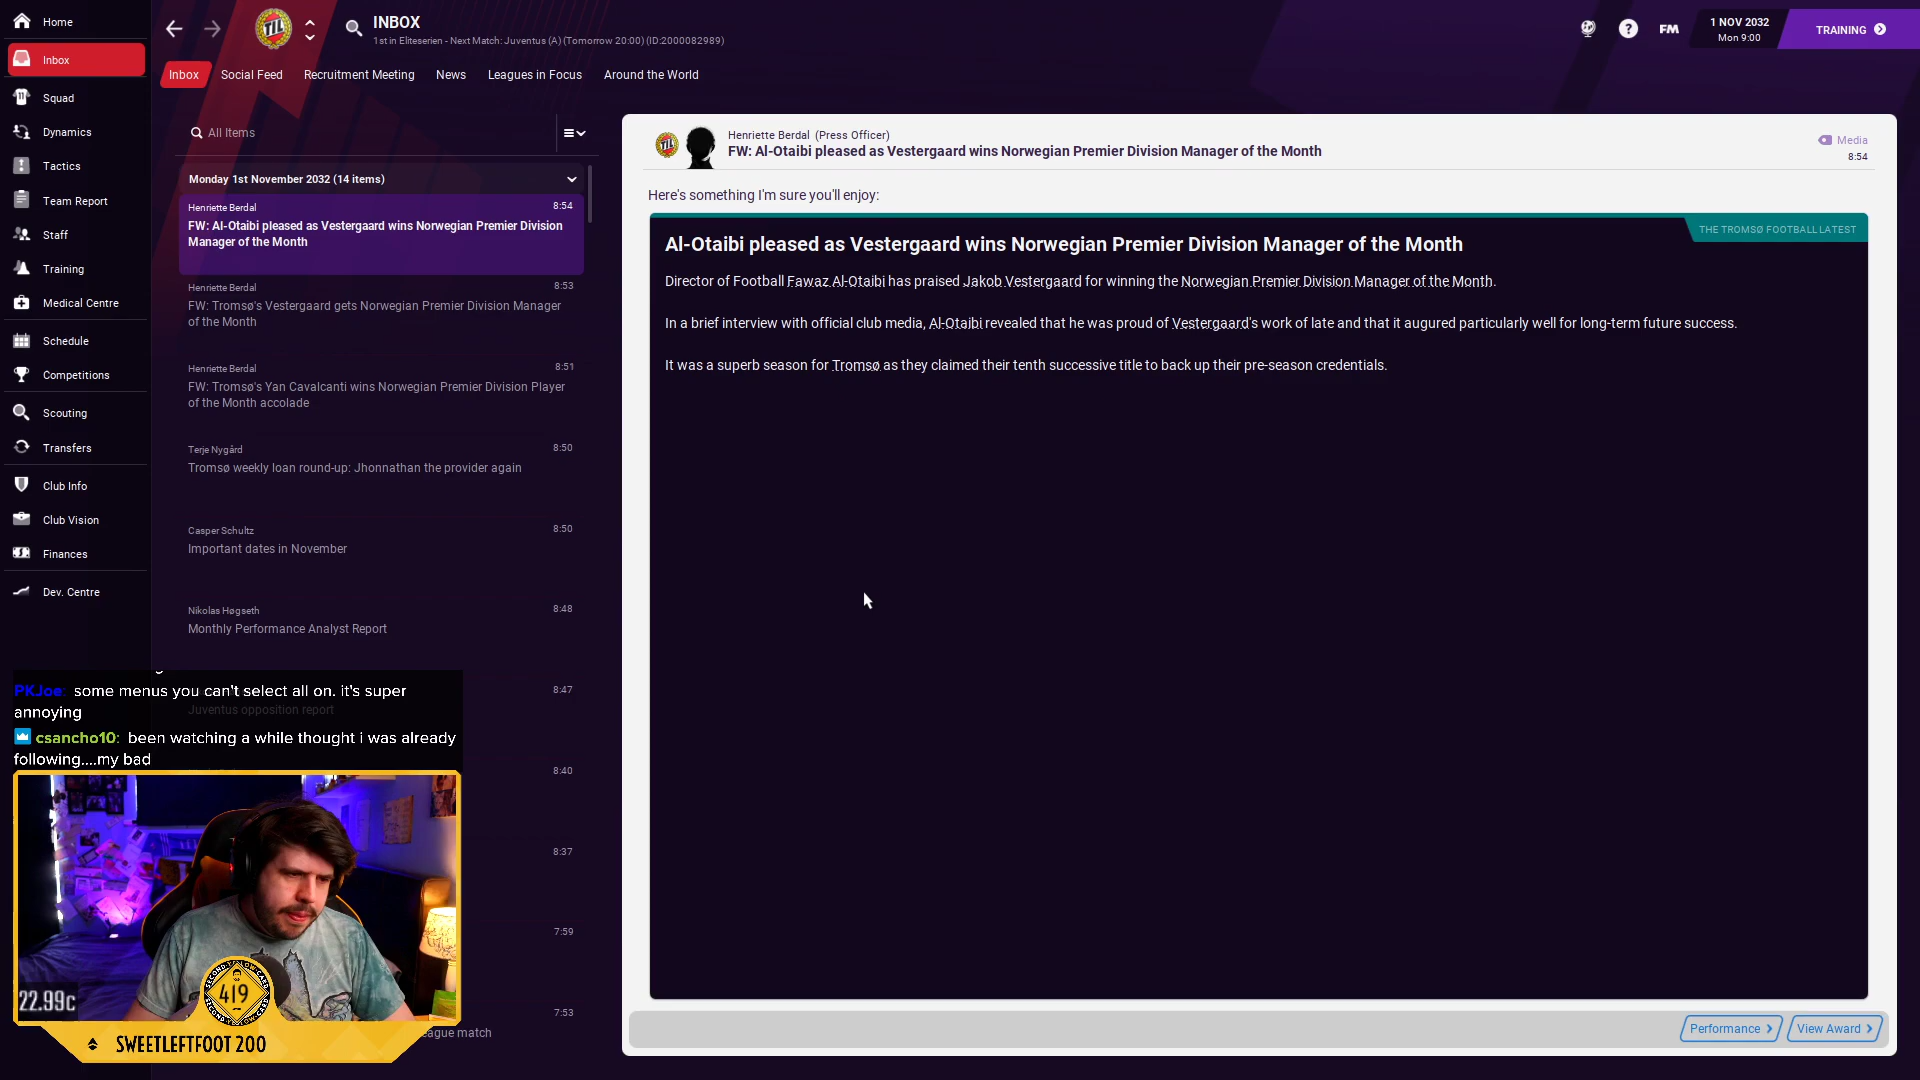 Home
Inbox
Squad
Dynamics
Tactics
Team Report
Staff
Training
Medical Centre
Schedule
Competitions
Scouting
Transfers
Club Info
Club Vision
Finances
Dev. Centre
TIL
INBOX
1st in Eliteserien - Next Match: Juventus (A) (Tomorrow 20:00) (ID:2000082989)
FM
1 NOV 2032
Mon 9:00
TRAINING
Inbox
Social Feed
Recruitment Meeting
News
Leagues in Focus
Around the World
All Items
Monday 1st November 2032 (14 items)
Henriette Berdal
8:54
FW: Al-Otaibi pleased as Vestergaard wins Norwegian Premier Division
Manager of the Month
Henriette Berdal
8:53
FW: Tromsø's Vestergaard gets Norwegian Premier Division Manager
of the Month
Henriette Berdal
8:51
FW: Tromsø's Yan Cavalcanti wins Norwegian Premier Division Player
of the Month accolade
Terje Nygård
8:50
Tromsø weekly loan round-up: Jhonnathan the provider again
Casper Schultz
8:50
Important dates in November
Nikolas Høgseth
8:48
Monthly Performance Analyst Report
8:47
Juventus opposition report
8:40
8:37
7:59
7:53
eague match
PKJoe: some menus you can't select all on. it's super
annoying
csancho10: been watching a while thought i was already
following....my bad
22.99c
SECOND YELLOW CARD
419
SWEETLEFTFOOT 200
TIL
Henriette Berdal (Press Officer)
FW: Al-Otaibi pleased as Vestergaard wins Norwegian Premier Division Manager of the Month
Media
8:54
Here's something I'm sure you'll enjoy:
THE TROMSØ FOOTBALL LATEST
Al-Otaibi pleased as Vestergaard wins Norwegian Premier Division Manager of the Month
Director of Football Fawaz Al-Otaibi has praised Jakob Vestergaard for winning the Norwegian Premier Division Manager of the Month.
In a brief interview with official club media, Al-Otaibi revealed that he was proud of Vestergaard's work of late and that it augured particularly well for long-term future success.
It was a superb season for Tromsø as they claimed their tenth successive title to back up their pre-season credentials.
Performance
View Award